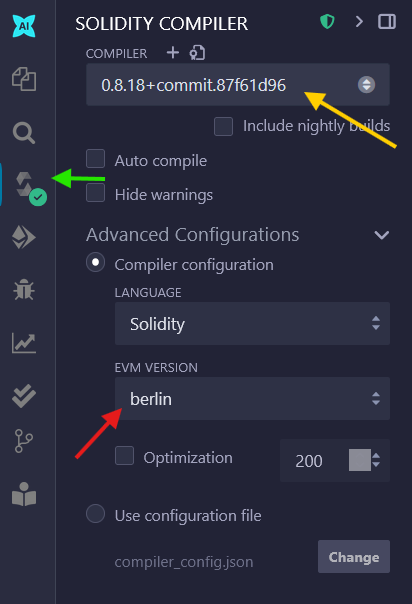 AI
SOLIDITY COMPILER
COMPILER
0.8.18+commit.87f61d96
Include nightly builds
Auto compile
Hide warnings
Advanced Configurations
Compiler configuration
LANGUAGE
Solidity
EVM VERSION
berlin
Optimization
200
Use configuration file
compiler_config.json
Change